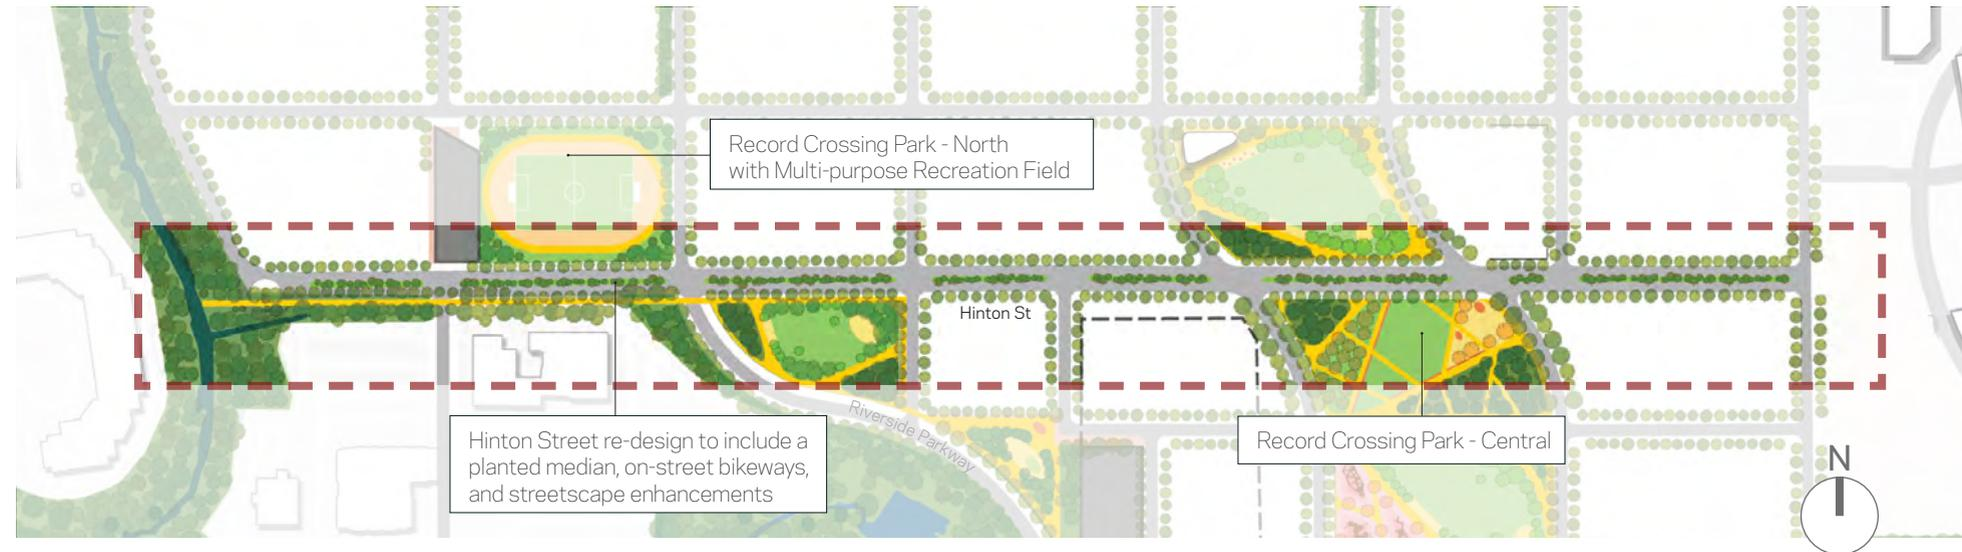 Record Crossing Park - North
with Multi-purpose Recreation Field
Hinton St
Riverside Parkway
Hinton Street re-design to include a
planted median, on-street bikeways,
and streetscape enhancements
Record Crossing Park - Central
N